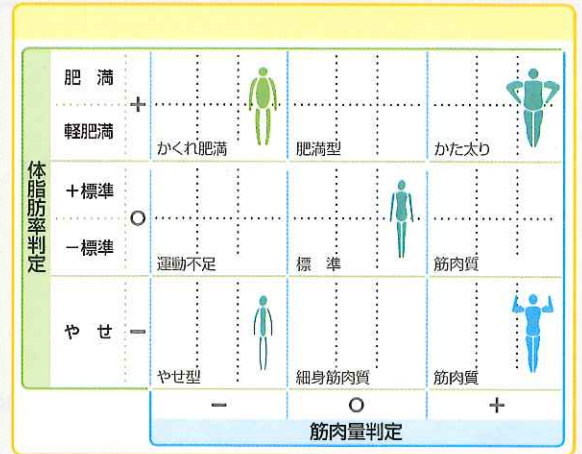 体脂肪率判定
肥 満
軽肥満
+
かくれ肥満
肥満型
かた太り
+標準
-標準
○
運動不足
標 準
筋肉質
やせ
-
やせ型
細身筋肉質
筋肉質
- ○ +
筋肉量判定